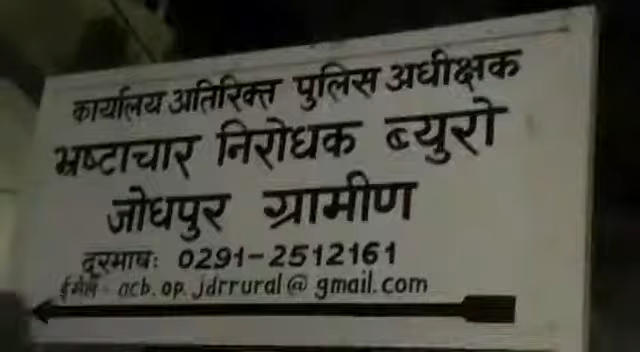 कार्यालय अतिरिक्त पुलिस अधीक्षक
भ्रष्टाचार निरोधक ब्युरो
जोधपुर ग्रामीण
दूरभाषः 0291-2512161
ईमेल - acb.op.jdrrural@gmail.com